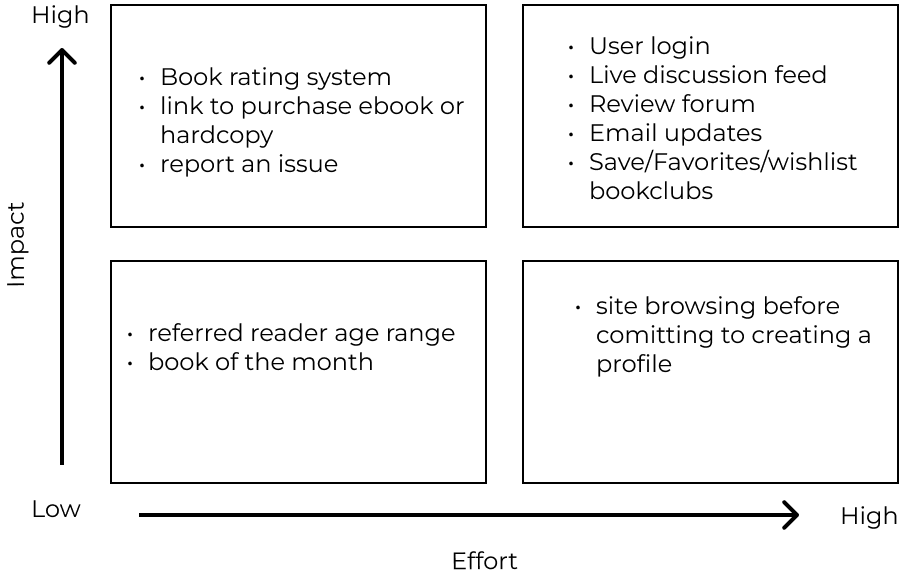 High
• Book rating system
• link to purchase ebook or
hardcopy
• report an issue
• User login
• Live discussion feed
• Review forum
• Email updates
• Save/Favorites/wishlist
bookclubs
Impact
• referred reader age range
• book of the month
• site browsing before
comitting to creating a
profile
Low
High
Effort